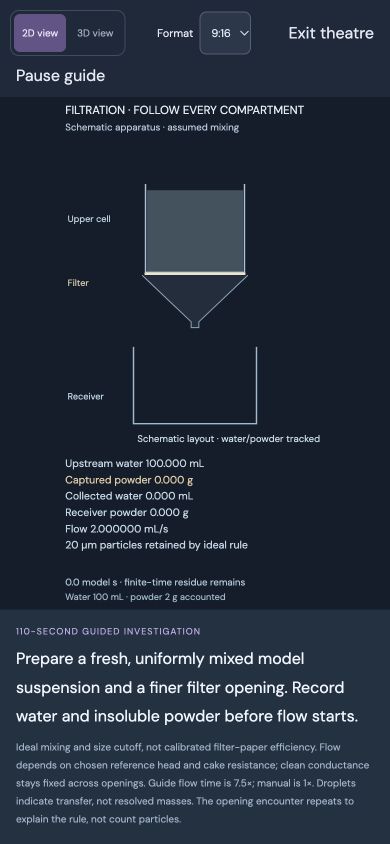 2D view
3D view
Format
9:16
Exit theatre
Pause guide
FILTRATION · FOLLOW EVERY COMPARTMENT
Schematic apparatus · assumed mixing
Upper cell
Filter
Receiver
Schematic layout · water/powder tracked
Upstream water 100.000 mL
Captured powder 0.000 g
Collected water 0.000 mL
Receiver powder 0.000 g
Flow 2.000000 mL/s
20 μm particles retained by ideal rule
0.0 model s · finite-time residue remains
Water 100 mL · powder 2 g accounted
110-SECOND GUIDED INVESTIGATION
Prepare a fresh, uniformly mixed model
suspension and a finer filter opening. Record
water and insoluble powder before flow starts.
Ideal mixing and size cutoff, not calibrated filter-paper efficiency. Flow
depends on chosen reference head and cake resistance; clean conductance
stays fixed across openings. Guide flow time is 7.5×; manual is 1×. Droplets
indicate transfer, not resolved masses. The opening encounter repeats to
explain the rule, not count particles.